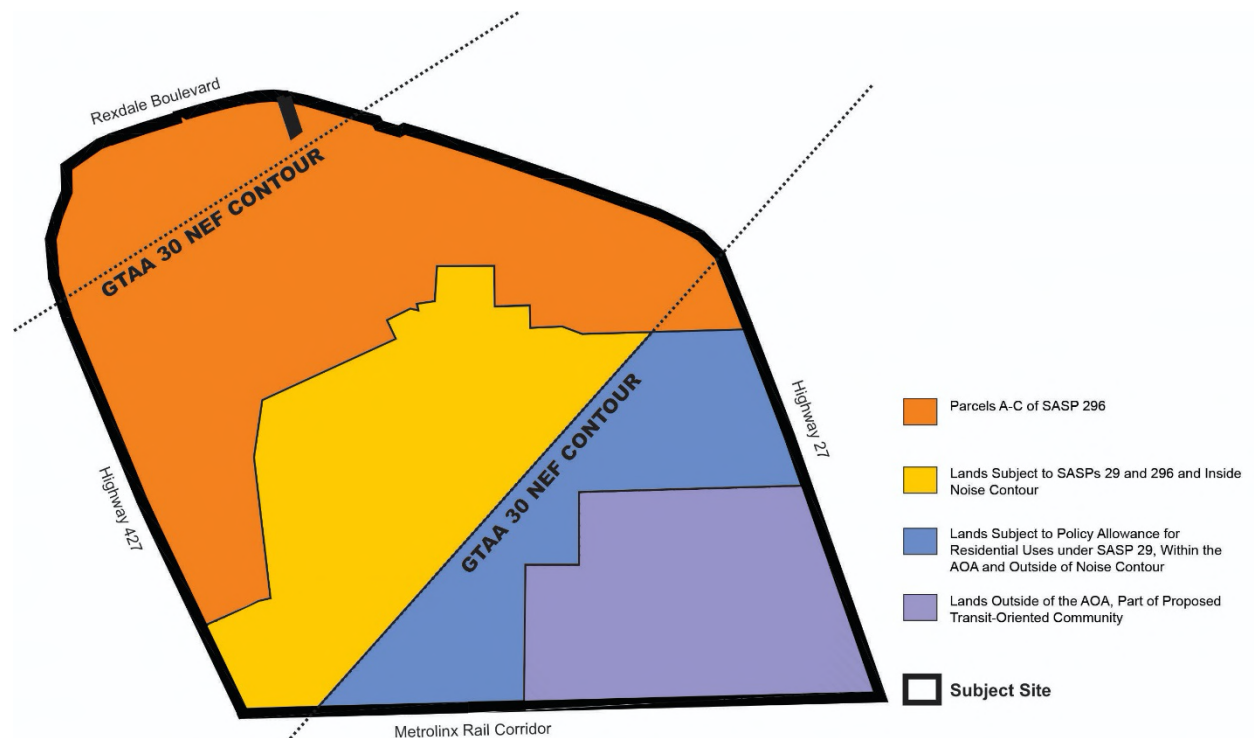 Rexdale Boulevard
GTAA 30 NEF CONTOUR
Highway 427
GTAA 30 NEF CONTOUR
Highway 27
Metrolinx Rail Corridor
Parcels A-C of SASP 296
Lands Subject to SASPs 29 and 296 and Inside
Noise Contour
Lands Subject to Policy Allowance for
Residential Uses under SASP 29, Within the
AOA and Outside of Noise Contour
Lands Outside of the AOA, Part of Proposed
Transit-Oriented Community
Subject Site